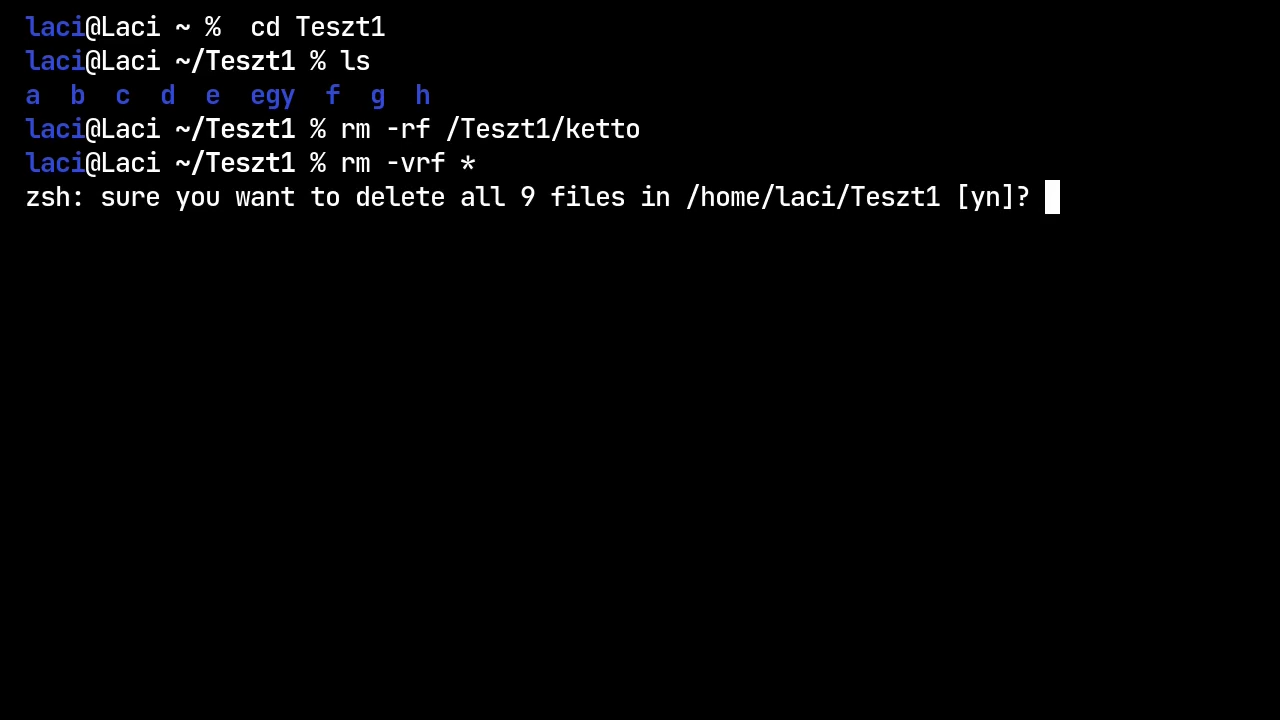 laci@Laci ~ %  cd Teszt1
laci@Laci ~/Teszt1 % ls
a  b  c  d  e  egy  f  g  h
laci@Laci ~/Teszt1 % rm -rf /Teszt1/ketto
laci@Laci ~/Teszt1 % rm -vrf *
zsh: sure you want to delete all 9 files in /home/laci/Teszt1 [yn]?